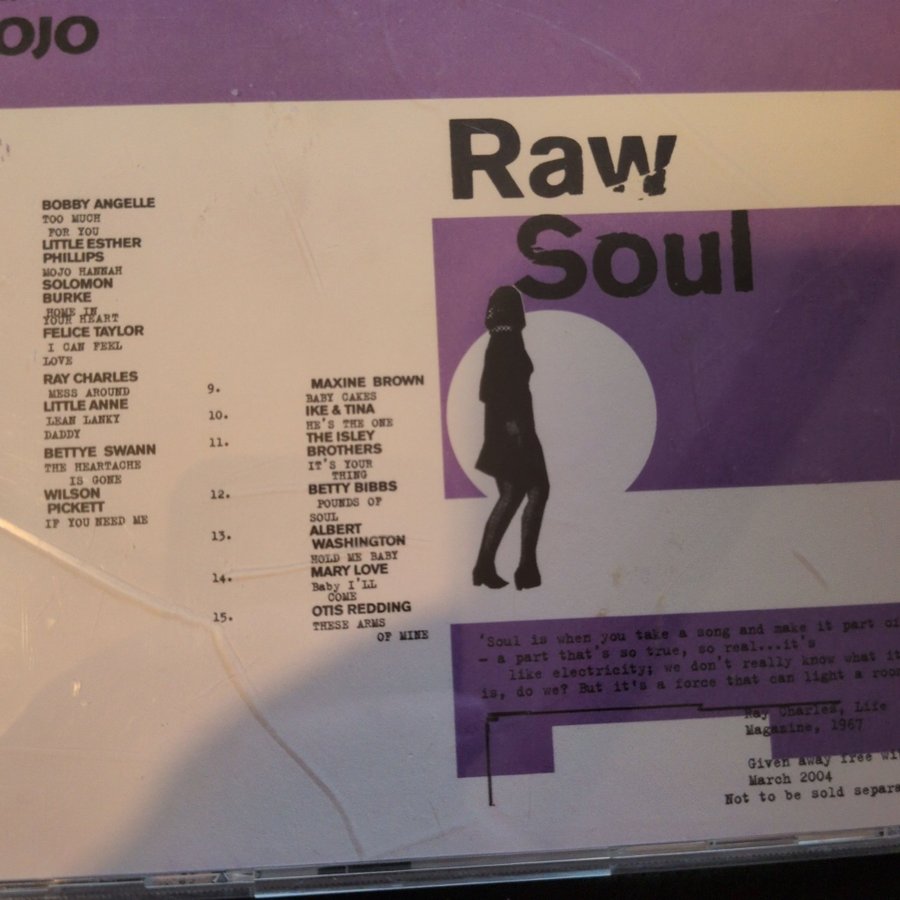 OJO
Raw
Soul
BOBBY ANGELLE
TOO MUCH
FOR YOU
LITTLE ESTHER
PHILLIPS
MOJO HANNAH
SOLOMON
BURKE
HOME IN
YOUR HEART
FELICE TAYLOR
I CAN FEEL
LOVE
RAY CHARLES
MESS AROUND
LITTLE ANNE
LEAN LANKY
DADDY
BETTYE SWANN
THE HEARTACHE
IS GONE
WILSON
PICKETT
IF YOU NEED ME
9. MAXINE BROWN
BABY CAKES
10. IKE & TINA
HE'S THE ONE
11. THE ISLEY
BROTHERS
IT'S YOUR
THING
12. BETTY BIBBS
POUNDS OF
SOUL
13. ALBERT
WASHINGTON
HOLD ME BABY
14. MARY LOVE
Baby I'LL
COME
15. OTIS REDDING
THESE ARMS
OF MINE
'Soul is when you take a song and make it part of
- a part that's so true, so real...it's
like electricity; we don't really know what it
is, do we? But it's a force that can light a room
Ray Charles, Life
Magazine, 1967
Given away free
March 2004
Not to be sold